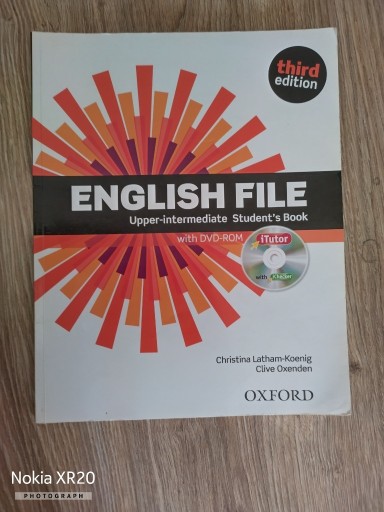 third
edition
ENGLISH FILE
Upper-intermediate Student's Book
with DVD-ROM
iTutor
with iChecker
Christina Latham-Koenig
Clive Oxenden
OXFORD
Nokia XR20
PHOTOGRAPH